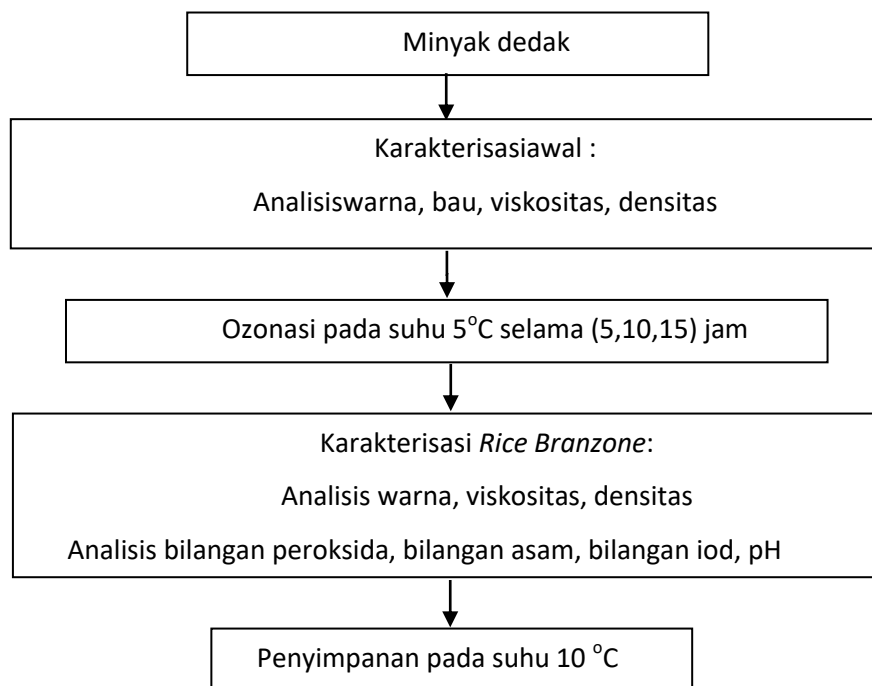 Minyak dedak
Karakterisasiawal :
Analisiswarna, bau, viskositas, densitas
Ozonasi pada suhu 5°C selama (5,10,15) jam
Karakterisasi Rice Branzone:
Analisis warna, viskositas, densitas
Analisis bilangan peroksida, bilangan asam, bilangan iod, pH
Penyimpanan pada suhu 10 °C